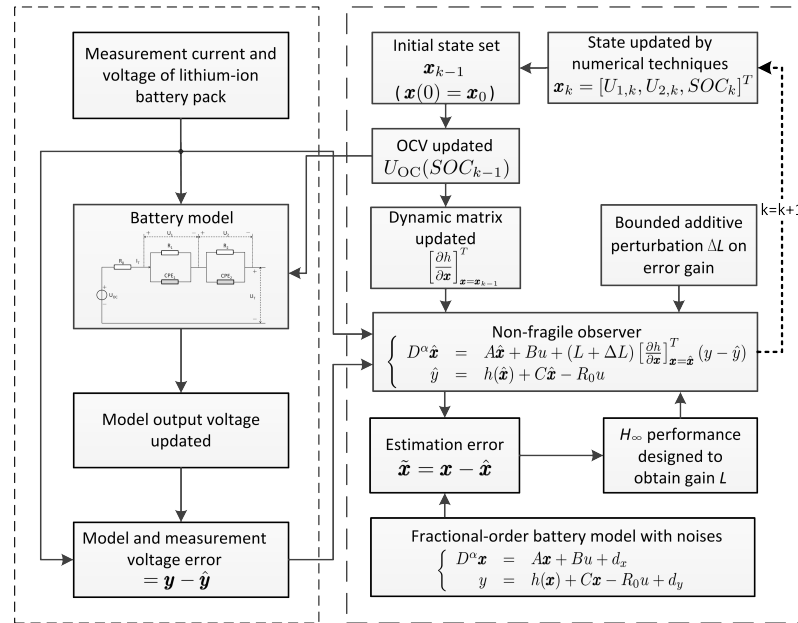 Measurement current and
voltage of lithium-ion
battery pack
Battery model
Model output voltage
updated
Model and measurement
voltage error
= y − ŷ
Initial state set
x_{k−1}
(x(0) = x_0)
State updated by
numerical techniques
x_k = [U_{1,k}, U_{2,k}, SOC_k]^T
OCV updated
U_{OC}(SOC_{k−1})
Dynamic matrix
updated
[∂h/∂x]^T_{x=x_{k−1}}
Bounded additive
perturbation ΔL on
error gain
k=k+1
Non-fragile observer
D^α x̂ = Ax̂ + Bu + (L + ΔL) [∂h/∂x]^T_{x=x̂} (y − ŷ)
ŷ = h(x̂) + Cx̂ − R_0u
Estimation error
x̃ = x − x̂
H∞ performance
designed to
obtain gain L
Fractional-order battery model with noises
D^α x = Ax + Bu + d_x
y = h(x) + Cx − R_0u + d_y